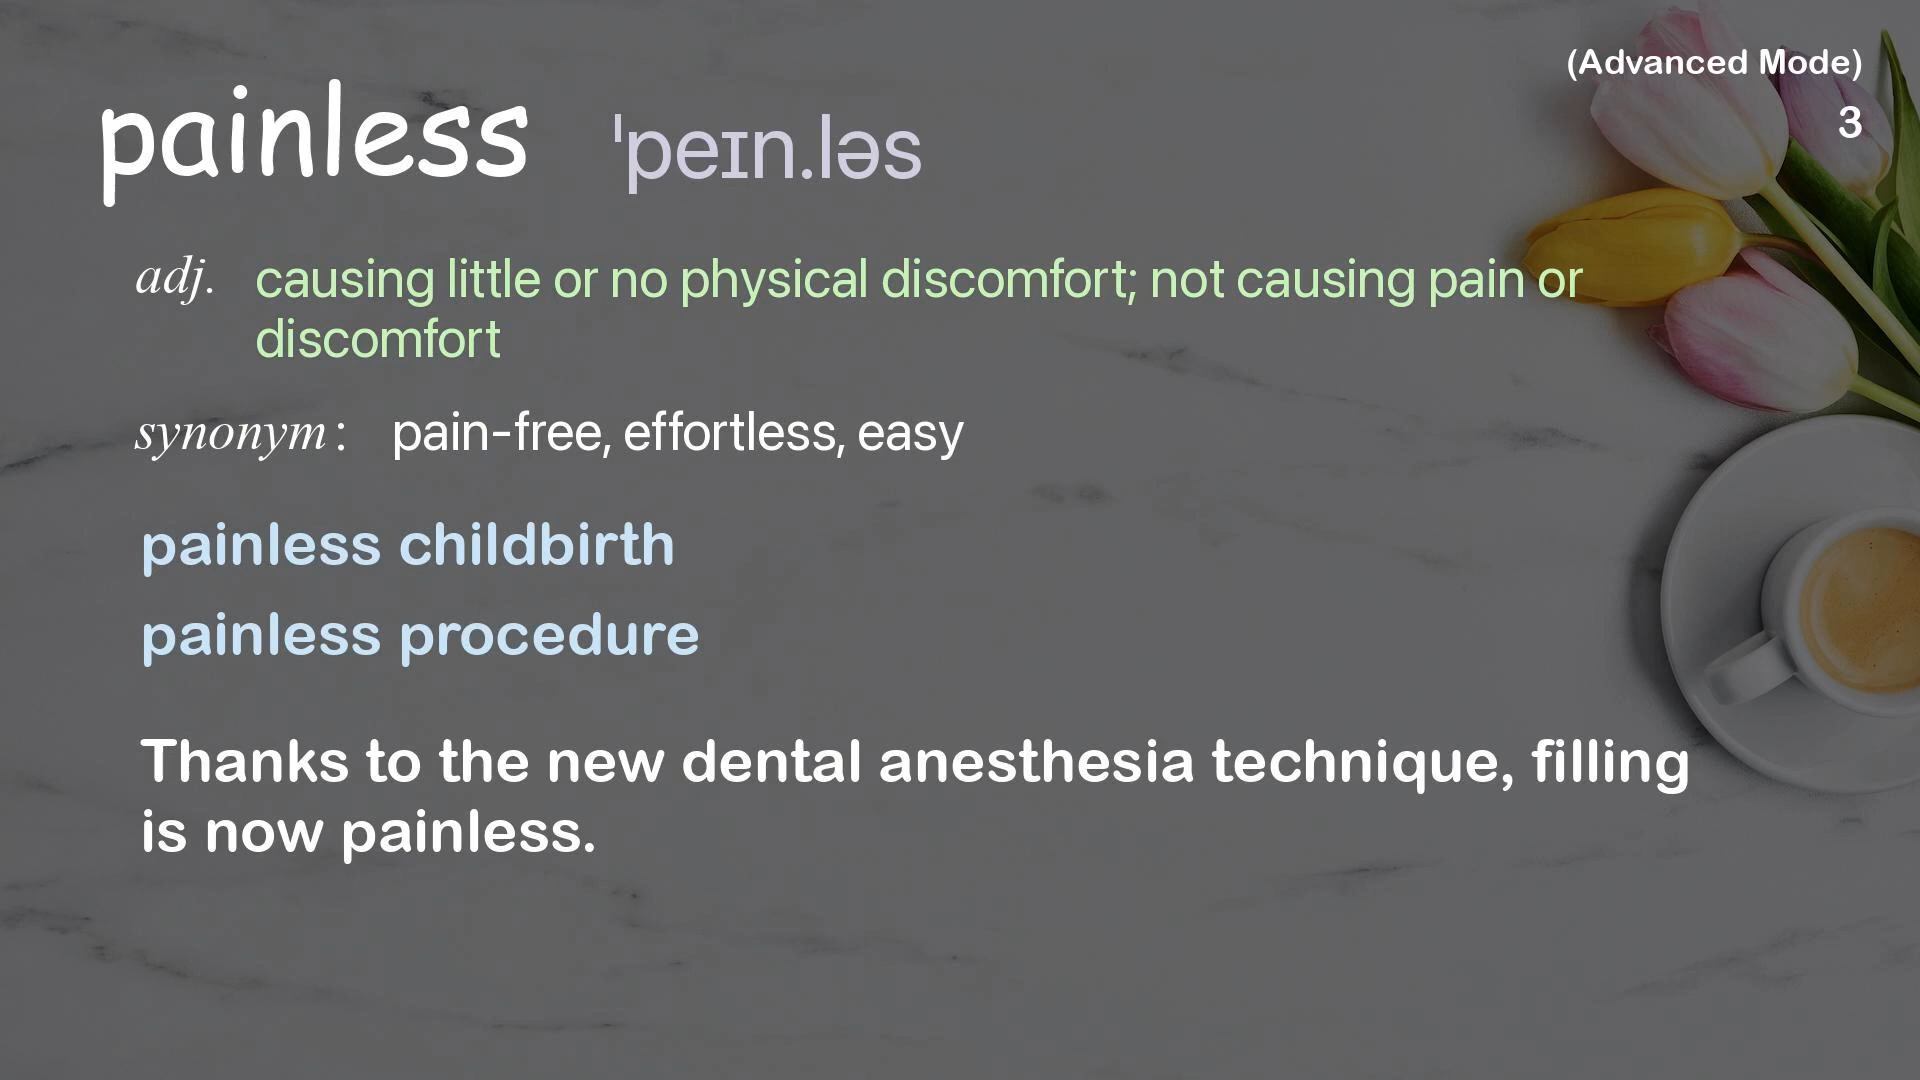 (Advanced Mode)
painless ˈpeɪn.ləs
3
adj. causing little or no physical discomfort; not causing pain or
discomfort
synonym: pain-free, effortless, easy
painless childbirth
painless procedure
Thanks to the new dental anesthesia technique, filling
is now painless.